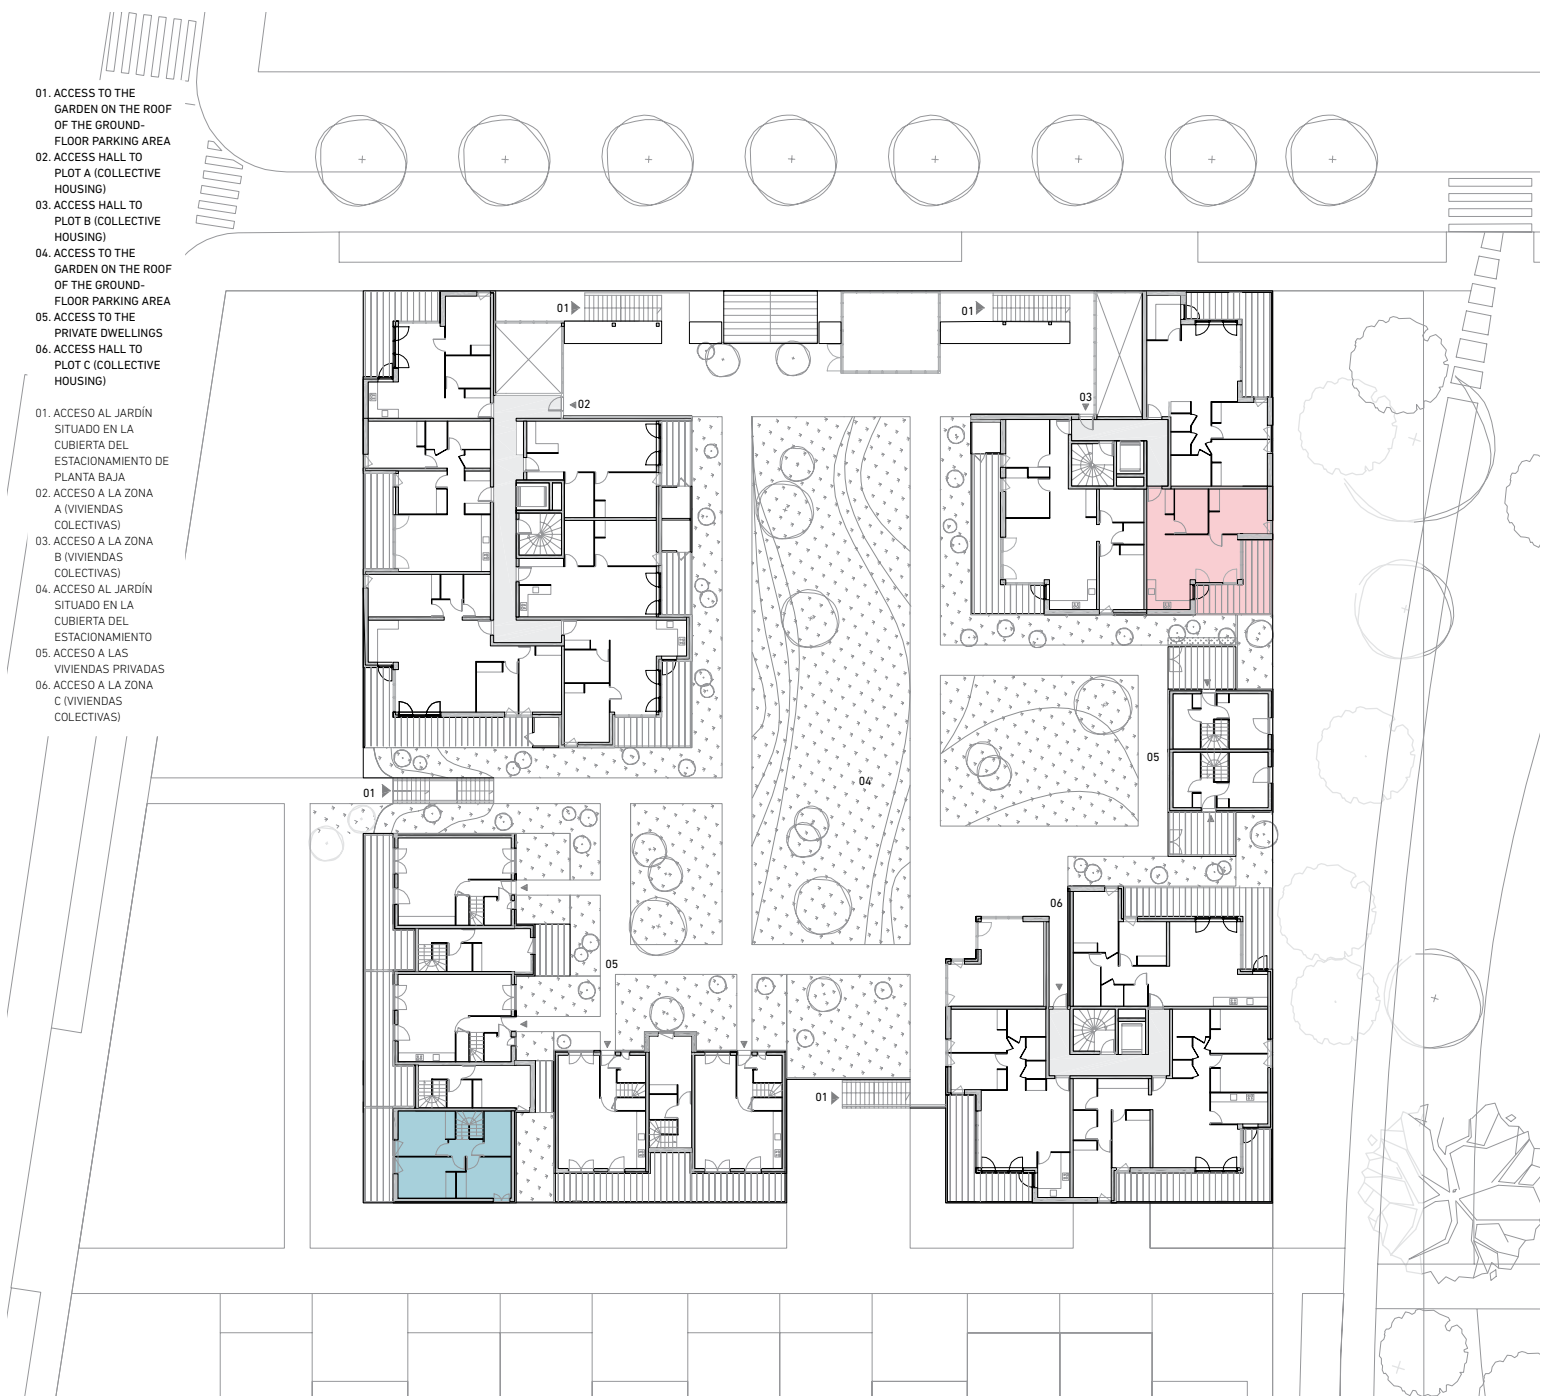 01. ACCESS TO THE
GARDEN ON THE ROOF
OF THE GROUND-
FLOOR PARKING AREA
02. ACCESS HALL TO
PLOT A (COLLECTIVE
HOUSING)
03. ACCESS HALL TO
PLOT B (COLLECTIVE
HOUSING)
04. ACCESS TO THE
GARDEN ON THE ROOF
OF THE GROUND-
FLOOR PARKING AREA
05. ACCESS TO THE
PRIVATE DWELLINGS
06. ACCESS HALL TO
PLOT C (COLLECTIVE
HOUSING)
01. ACCESO AL JARDÍN
SITUADO EN LA
CUBIERTA DEL
ESTACIONAMIENTO DE
PLANTA BAJA
02. ACCESO A LA ZONA
A (VIVIENDAS
COLECTIVAS)
03. ACCESO A LA ZONA
B (VIVIENDAS
COLECTIVAS)
04. ACCESO AL JARDÍN
SITUADO EN LA
CUBIERTA DEL
ESTACIONAMIENTO
05. ACCESO A LAS
VIVIENDAS PRIVADAS
06. ACCESO A LA ZONA
C (VIVIENDAS
COLECTIVAS)
01
01
02
03
04
05
01
06
05
01